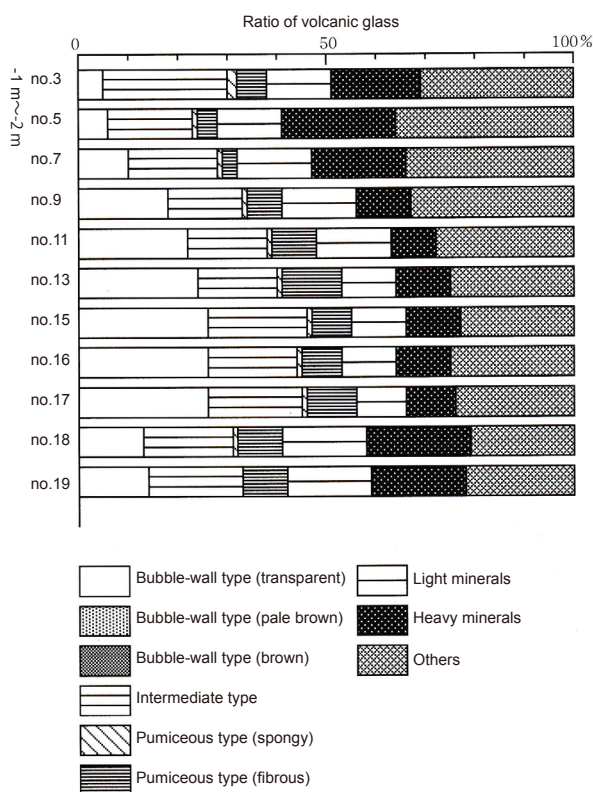 Ratio of volcanic glass
0 50 100%
-1 m~-2 m
no.3
no.5
no.7
no.9
no.11
no.13
no.15
no.16
no.17
no.18
no.19
Bubble-wall type (transparent) Light minerals
Bubble-wall type (pale brown) Heavy minerals
Bubble-wall type (brown) Others
Intermediate type
Pumiceous type (spongy)
Pumiceous type (fibrous)